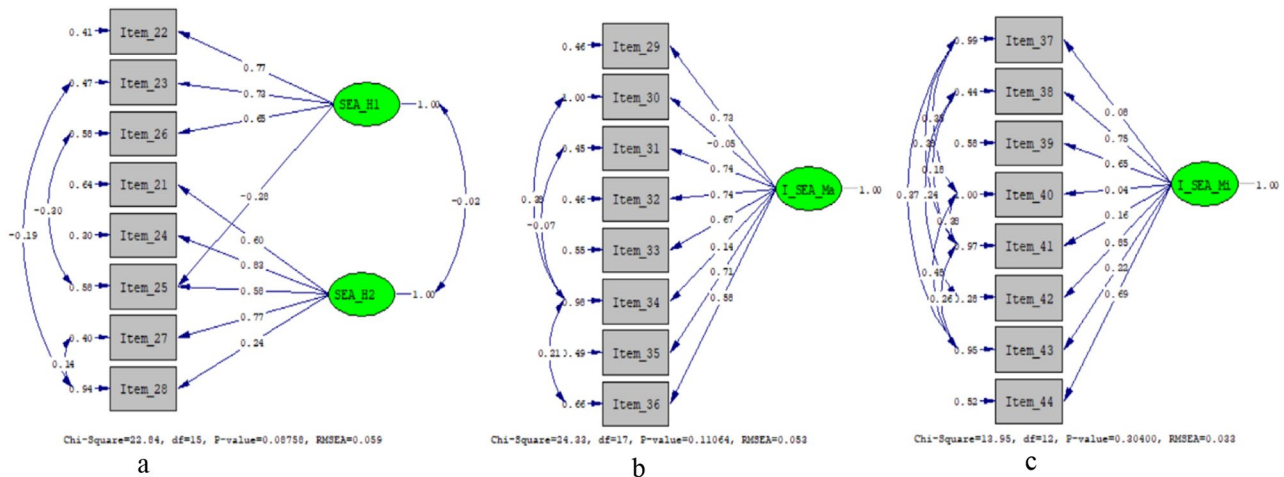 0.41 Item_22
0.47 Item_23
0.58 Item_26
0.64 Item_21
0.30 Item_24
0.58 Item_25
0.40 Item_27
0.94 Item_28
-0.30
-0.19
0.14
0.77
0.73
0.65
-0.28
0.60
0.83
0.58
0.77
0.24
SEA_H1 1.00
SEA_H2 1.00
-0.02
Chi-Square=22.84, df=15, P-value=0.08758, RMSEA=0.059
a
0.46 Item_29
1.00 Item_30
0.45 Item_31
0.46 Item_32
0.55 Item_33
0.98 Item_34
0.49 Item_35
0.66 Item_36
-0.07
0.21
0.73
-0.05
0.74
0.74
0.67
0.14
0.71
0.58
I_SEA_Ma 1.00
Chi-Square=24.33, df=17, P-value=0.11064, RMSEA=0.053
b
0.99 Item_37
0.44 Item_38
0.58 Item_39
1.00 Item_40
0.97 Item_41
0.28 Item_42
0.95 Item_43
0.52 Item_44
0.18
0.37
0.24
0.26
0.08
0.75
0.65
0.04
0.16
0.85
0.22
0.69
I_SEA_Mi 1.00
Chi-Square=13.95, df=12, P-value=0.30400, RMSEA=0.033
c